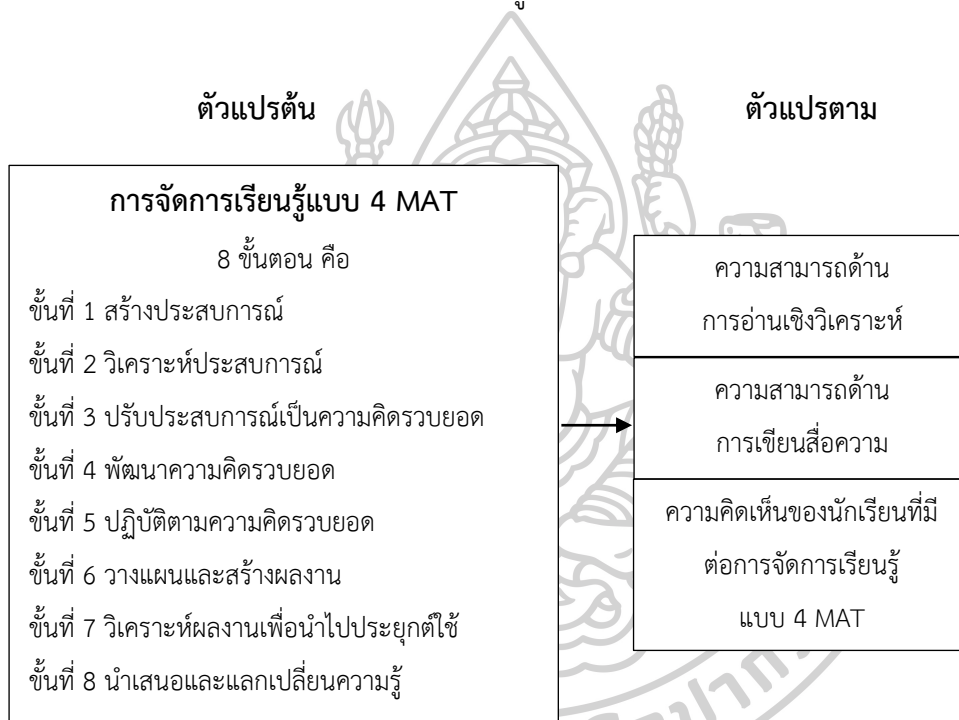 ตัวแปรต้น
ตัวแปรตาม
การจัดการเรียนรู้แบบ 4 MAT
8 ขั้นตอน คือ
ขั้นที่ 1 สร้างประสบการณ์
ขั้นที่ 2 วิเคราะห์ประสบการณ์
ขั้นที่ 3 ปรับประสบการณ์เป็นความคิดรวบยอด
ขั้นที่ 4 พัฒนาความคิดรวบยอด
ขั้นที่ 5 ปฏิบัติตามความคิดรวบยอด
ขั้นที่ 6 วางแผนและสร้างผลงาน
ขั้นที่ 7 วิเคราะห์ผลงานเพื่อนำไปประยุกต์ใช้
ขั้นที่ 8 นำเสนอและแลกเปลี่ยนความรู้
ความสามารถด้าน
การอ่านเชิงวิเคราะห์
ความสามารถด้าน
การเขียนสื่อความ
ความคิดเห็นของนักเรียนที่มี
ต่อการจัดการเรียนรู้
แบบ 4 MAT